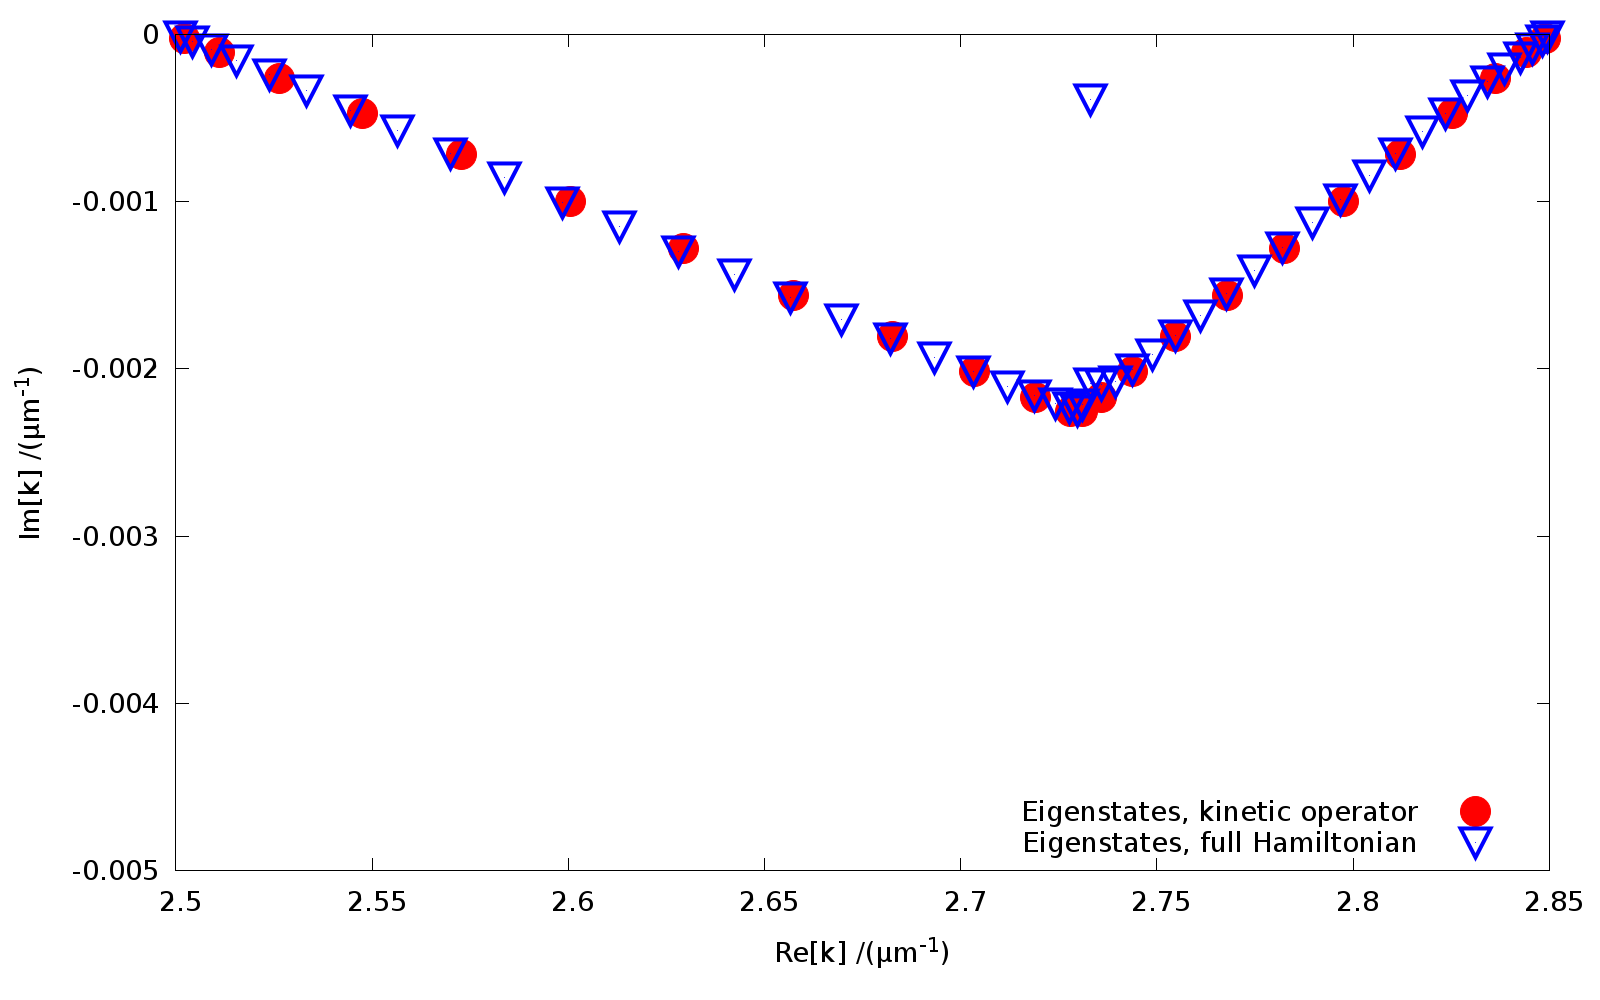 0
-0.001
-0.002
-0.003
-0.004
-0.005
2.5 2.55 2.6 2.65 2.7 2.75 2.8 2.85
Im[k] /(μm-1)
Re[k] /(μm-1)
Eigenstates, kinetic operator
Eigenstates, full Hamiltonian